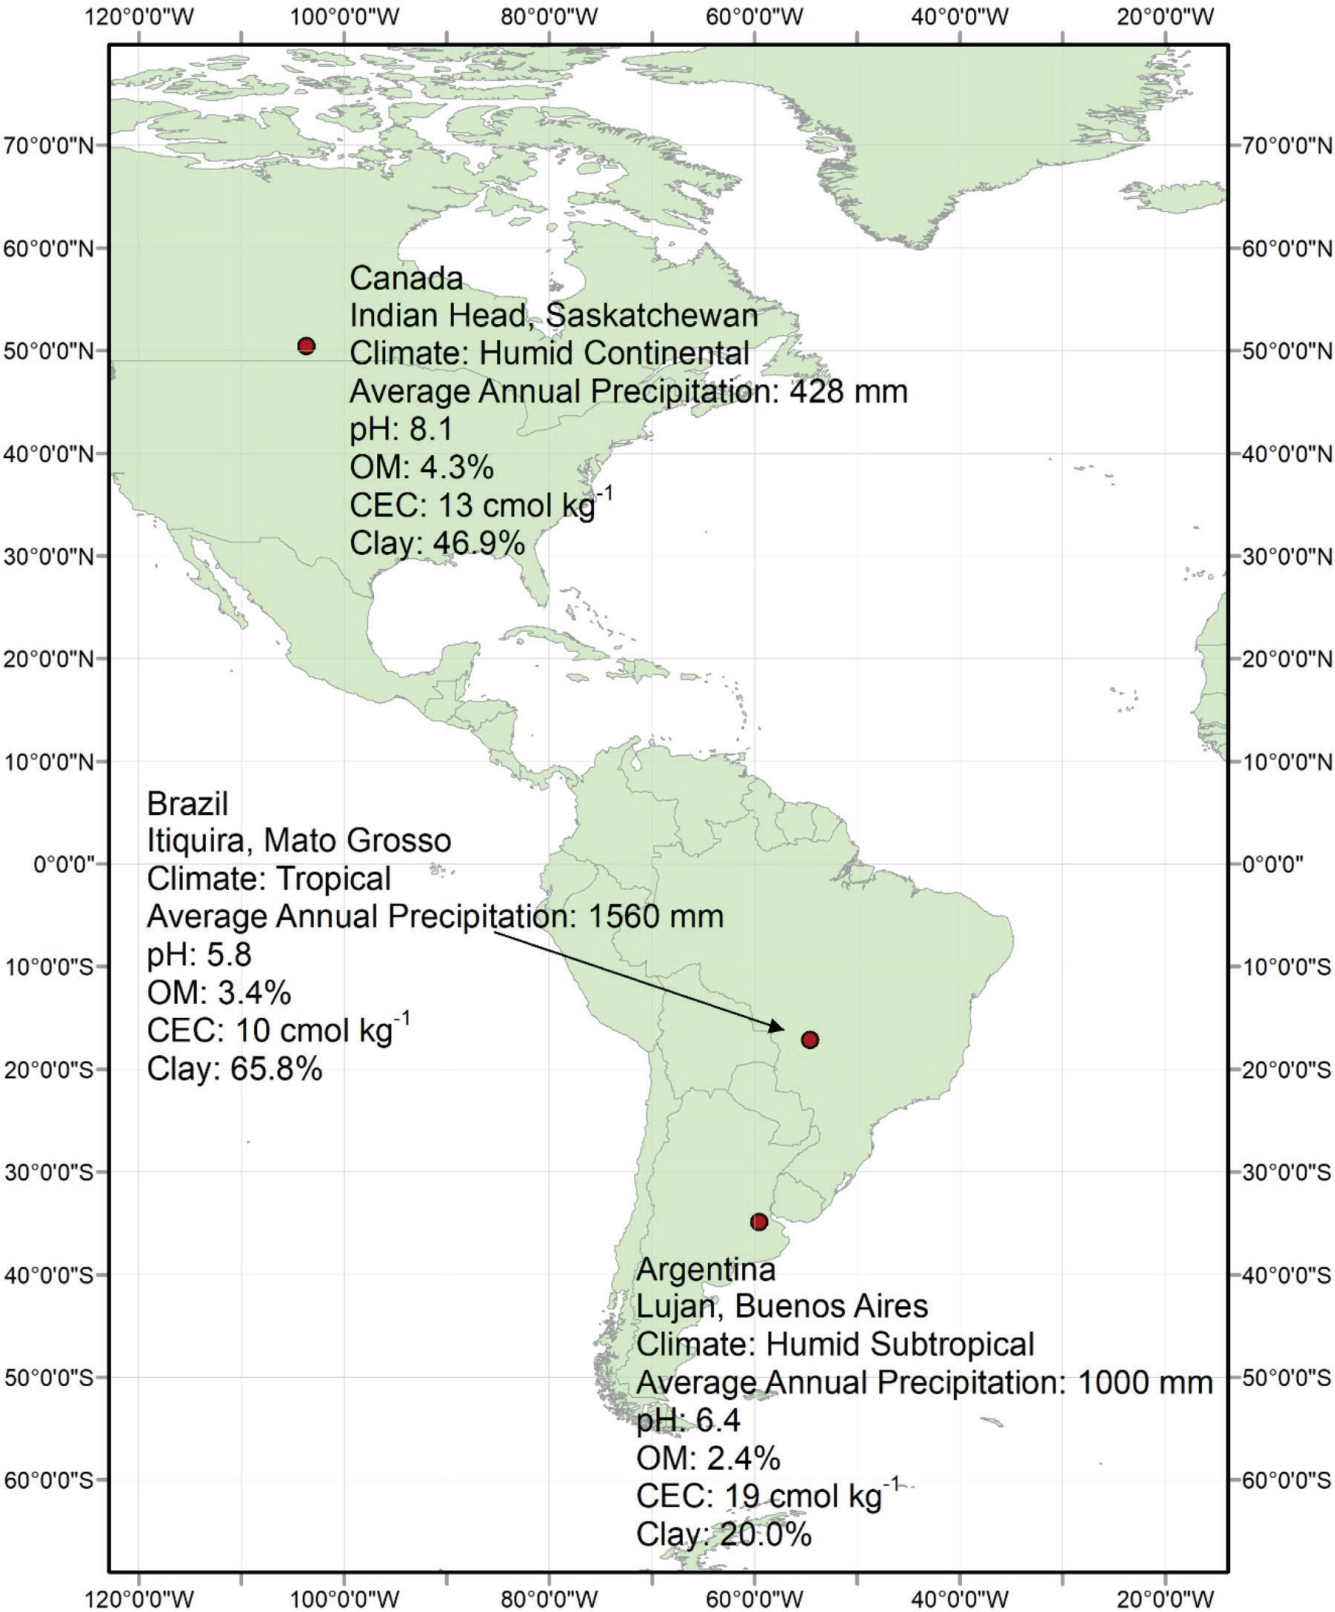 120°0'0"W 100°0'0"W 80°0'0"W 60°0'0"W 40°0'0"W 20°0'0"W
70°0'0"N 70°0'0"N
60°0'0"N 60°0'0"N
Canada
Indian Head, Saskatchewan
50°0'0"N 50°0'0"N
Climate: Humid Continental
Average Annual Precipitation: 428 mm
pH: 8.1
40°0'0"N 40°0'0"N
OM: 4.3%
CEC: 13 cmol kg⁻¹
Clay: 46.9%
30°0'0"N 30°0'0"N
20°0'0"N 20°0'0"N
10°0'0"N 10°0'0"N
Brazil
Itiquira, Mato Grosso
0°0'0" 0°0'0"
Climate: Tropical
Average Annual Precipitation: 1560 mm
pH: 5.8
10°0'0"S 10°0'0"S
OM: 3.4%
CEC: 10 cmol kg⁻¹
Clay: 65.8%
20°0'0"S 20°0'0"S
30°0'0"S 30°0'0"S
Argentina
40°0'0"S 40°0'0"S
Lujan, Buenos Aires
Climate: Humid Subtropical
50°0'0"S 50°0'0"S
Average Annual Precipitation: 1000 mm
pH: 6.4
OM: 2.4%
60°0'0"S 60°0'0"S
CEC: 19 cmol kg⁻¹
Clay: 20.0%
120°0'0"W 100°0'0"W 80°0'0"W 60°0'0"W 40°0'0"W 20°0'0"W